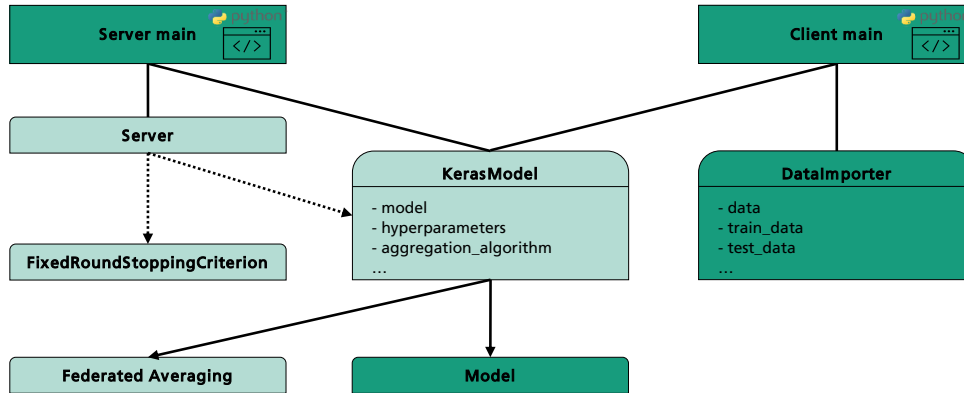 python
Server main
</>
python
Client main
</>
Server
KerasModel
- model
- hyperparameters
- aggregation_algorithm
...
DataImporter
- data
- train_data
- test_data
...
FixedRoundStoppingCriterion
Federated Averaging
Model